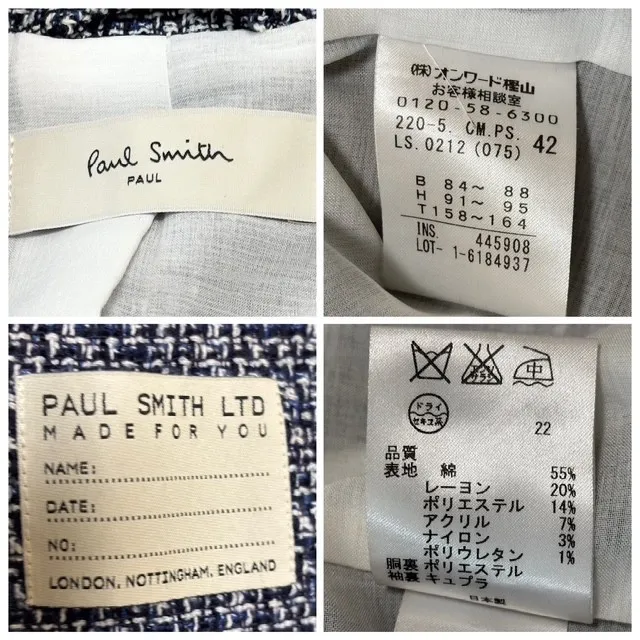 Paul Smith
PAUL
(株)オンワード樫山
お客様相談室
0120-58-6300
220-5. CM.PS. 42
LS.0212 (075)
B 84〜 88
H 91〜 95
T 158〜164
INS. 445908
LOT- 1-6184937
PAUL SMITH LTD
MADE FOR YOU
NAME:
DATE:
NO:
LONDON, NOTTINGHAM, ENGLAND
中
ドライ
セキユ系
22
品質
表地 綿 55%
レーヨン 20%
ポリエステル 14%
アクリル 7%
ナイロン 3%
ポリウレタン 1%
胴裏 ポリエステル
袖裏 キュプラ
日本製